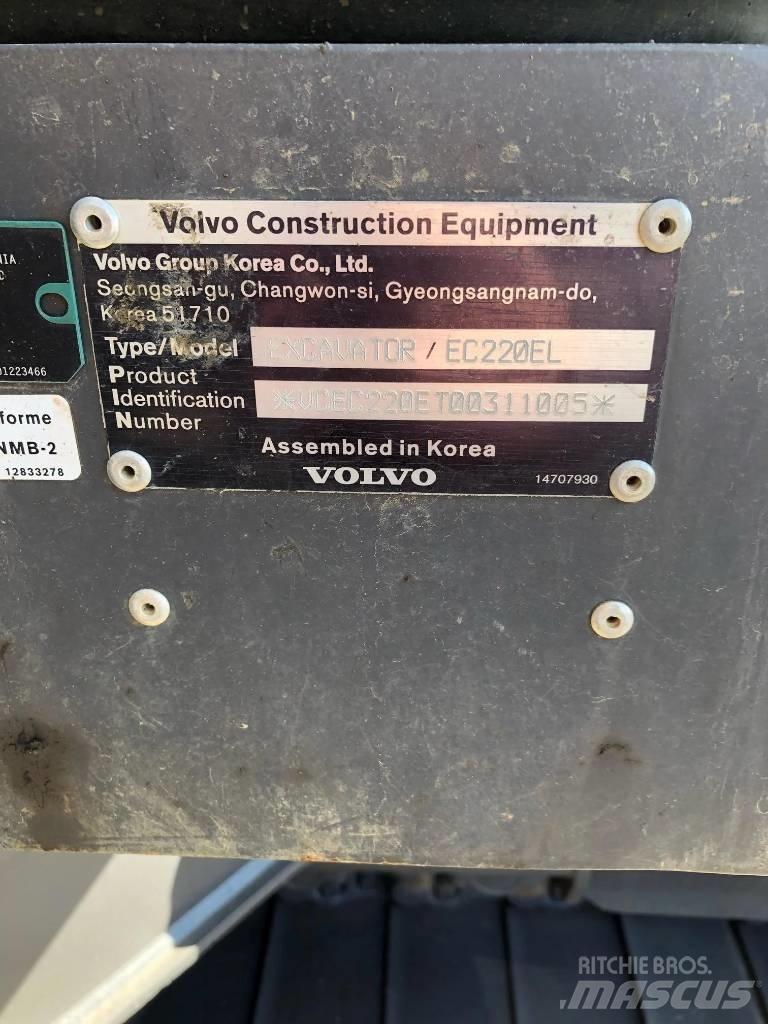 Volvo Construction Equipment
Volvo Group Korea Co., Ltd.
Seongsan-gu, Changwon-si, Gyeongsangnam-do,
Korea 51710
Type/Model EXCAVATOR / EC220EL
Product
Identification *VCEC220ET00311005*
Number
Assembled in Korea
VOLVO 14707930
NIA
C
01223466
forme
NMB-2
12833278
RITCHIE BROS.
MASCUS